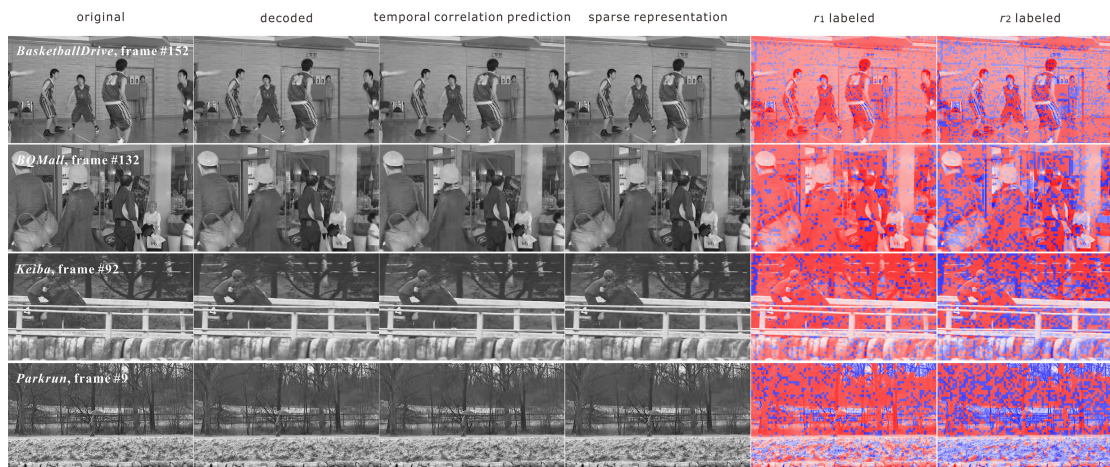 original decoded temporal correlation prediction sparse representation r1 labeled r2 labeled
BasketballDrive, frame #152
BQMall, frame #132
Keiba, frame #92
Parkrun, frame #9